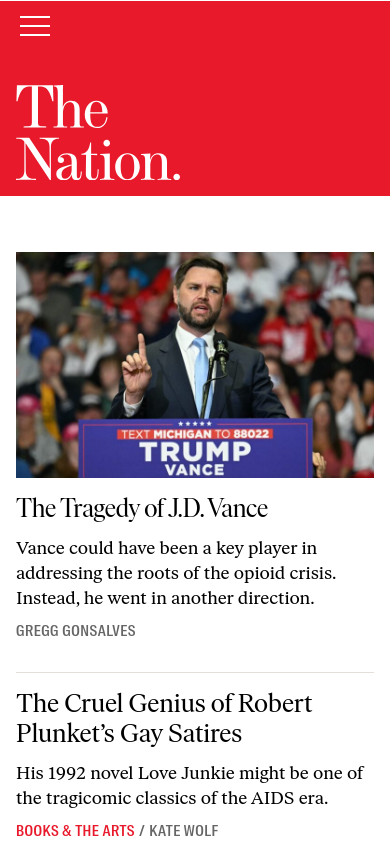 The
Nation.
TEXT MICHIGAN TO 88022
TRUMP
VANCE
The Tragedy of J.D. Vance
Vance could have been a key player in
addressing the roots of the opioid crisis.
Instead, he went in another direction.
GREGG GONSALVES
The Cruel Genius of Robert
Plunket’s Gay Satires
His 1992 novel Love Junkie might be one of
the tragicomic classics of the AIDS era.
BOOKS & THE ARTS / KATE WOLF